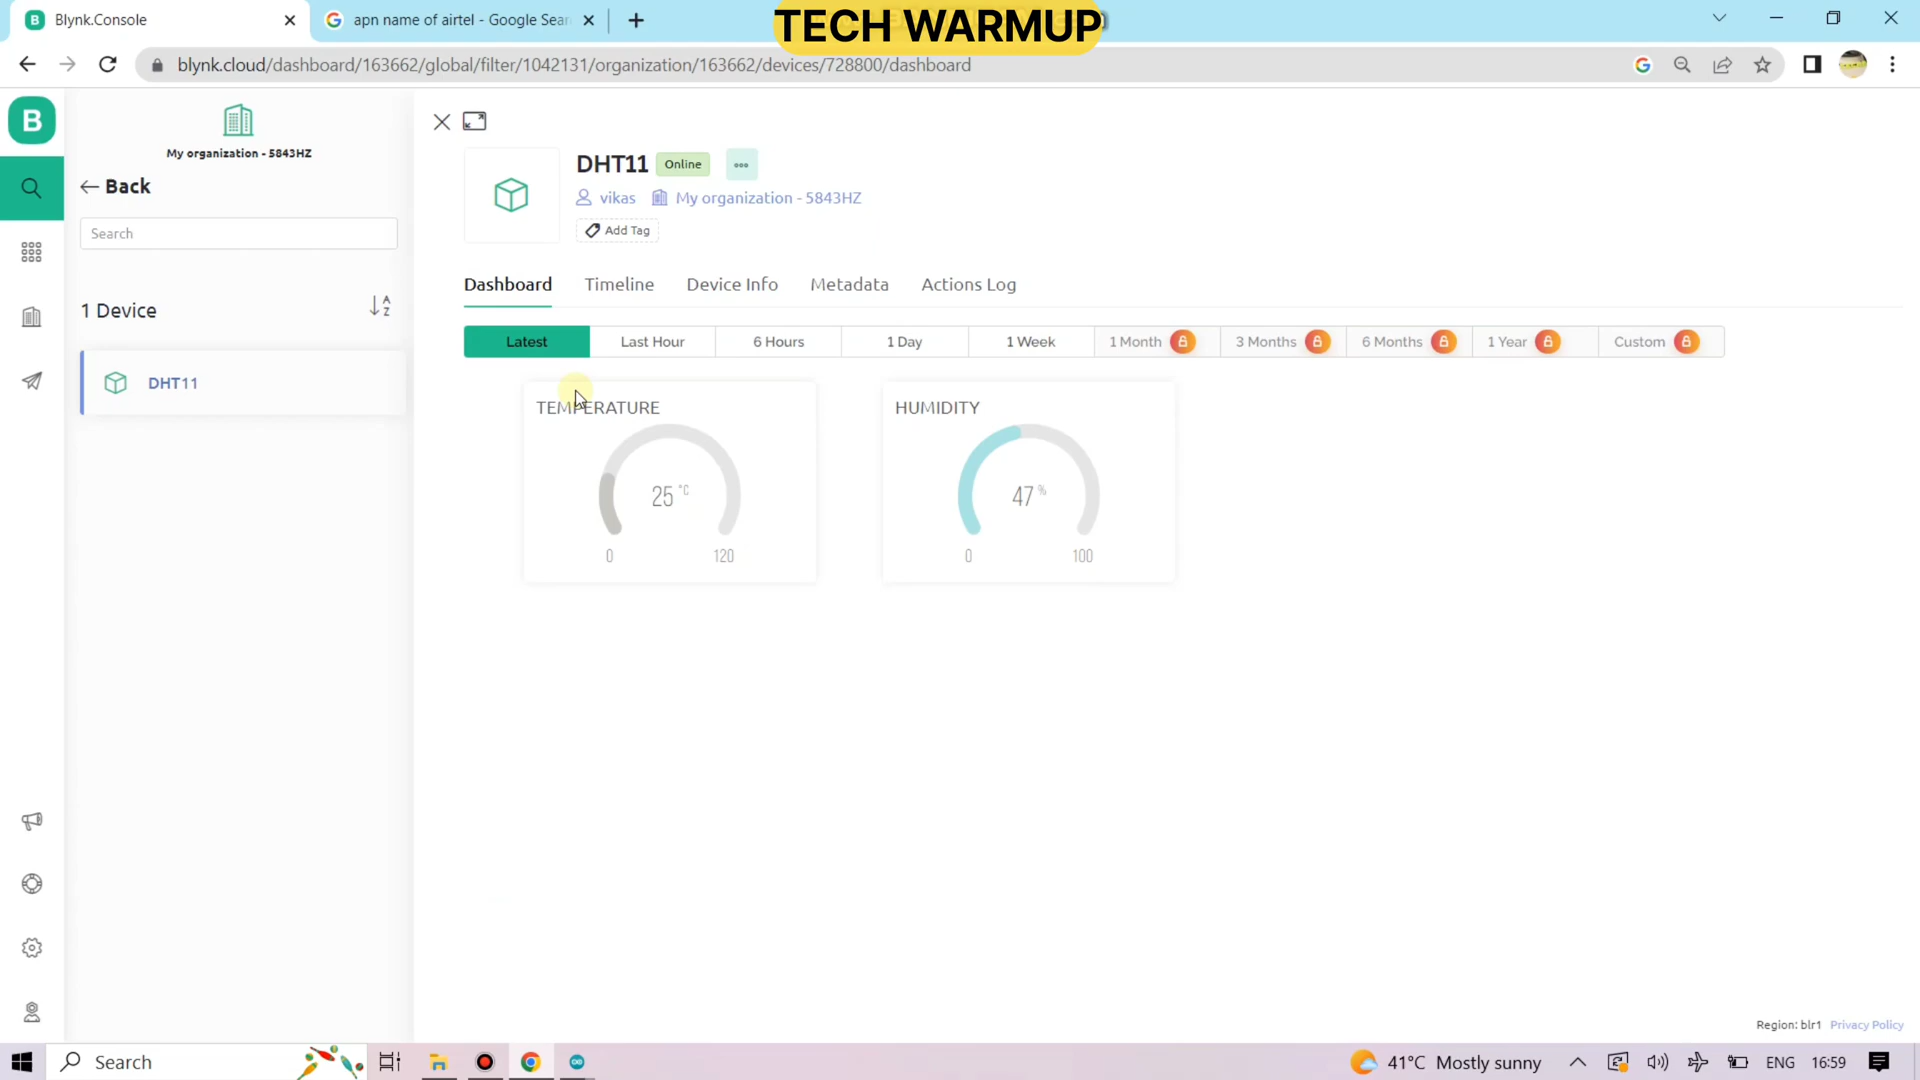 Blynk.Console
apn name of airtel - Google Sear
TECH WARMUP
blynk.cloud/dashboard/163662/global/filter/1042131/organization/163662/devices/728800/dashboard
B
My organization - 5843HZ
Back
Search
1 Device
DHT11
DHT11 Online
vikas My organization - 5843HZ
Add Tag
Dashboard Timeline Device Info Metadata Actions Log
Latest Last Hour 6 Hours 1 Day 1 Week 1 Month 3 Months 6 Months 1 Year Custom
TEMPERATURE
25 °C
0 120
HUMIDITY
47 %
0 100
Region: blr1 Privacy Policy
Search
41°C Mostly sunny
ENG 16:59